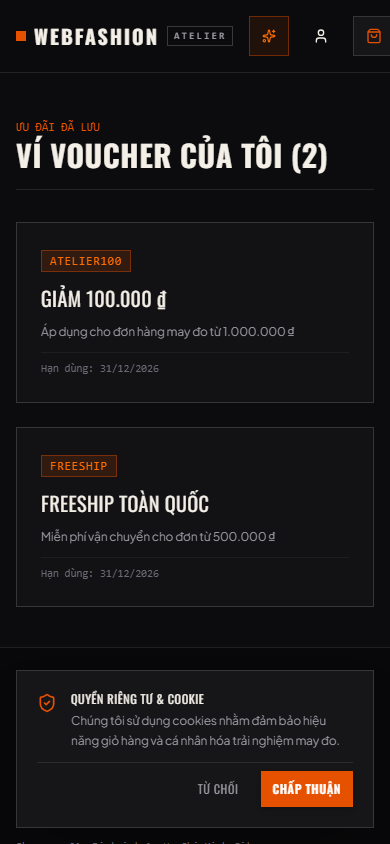 WEBFASHION ATELIER
ƯU ĐÃI ĐÃ LƯU
VÍ VOUCHER CỦA TÔI (2)
ATELIER100
GIẢM 100.000 ₫
Áp dụng cho đơn hàng may đo từ 1.000.000 ₫
Hạn dùng: 31/12/2026
FREESHIP
FREESHIP TOÀN QUỐC
Miễn phí vận chuyển cho đơn từ 500.000 ₫
Hạn dùng: 31/12/2026
QUYỀN RIÊNG TƯ & COOKIE
Chúng tôi sử dụng cookies nhằm đảm bảo hiệu
năng giỏ hàng và cá nhân hóa trải nghiệm may đo.
TỪ CHỐI
CHẤP THUẬN